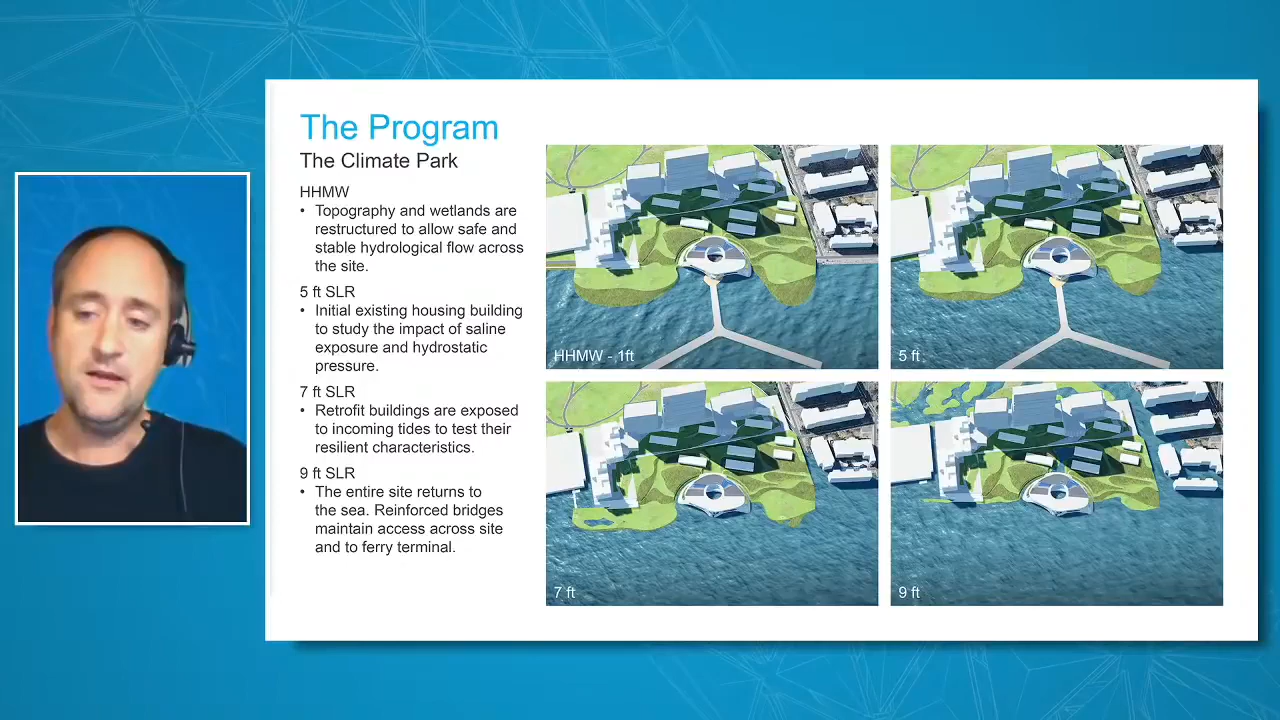 The Program
The Climate Park
HHMW
• Topography and wetlands are
restructured to allow safe and
stable hydrological flow across
the site.
5 ft SLR
• Initial existing housing building
to study the impact of saline
exposure and hydrostatic
pressure.
7 ft SLR
• Retrofit buildings are exposed
to incoming tides to test their
resilient characteristics.
9 ft SLR
• The entire site returns to
the sea. Reinforced bridges
maintain access across site
and to ferry terminal.
HHMW - 1ft
5 ft
7 ft
9 ft